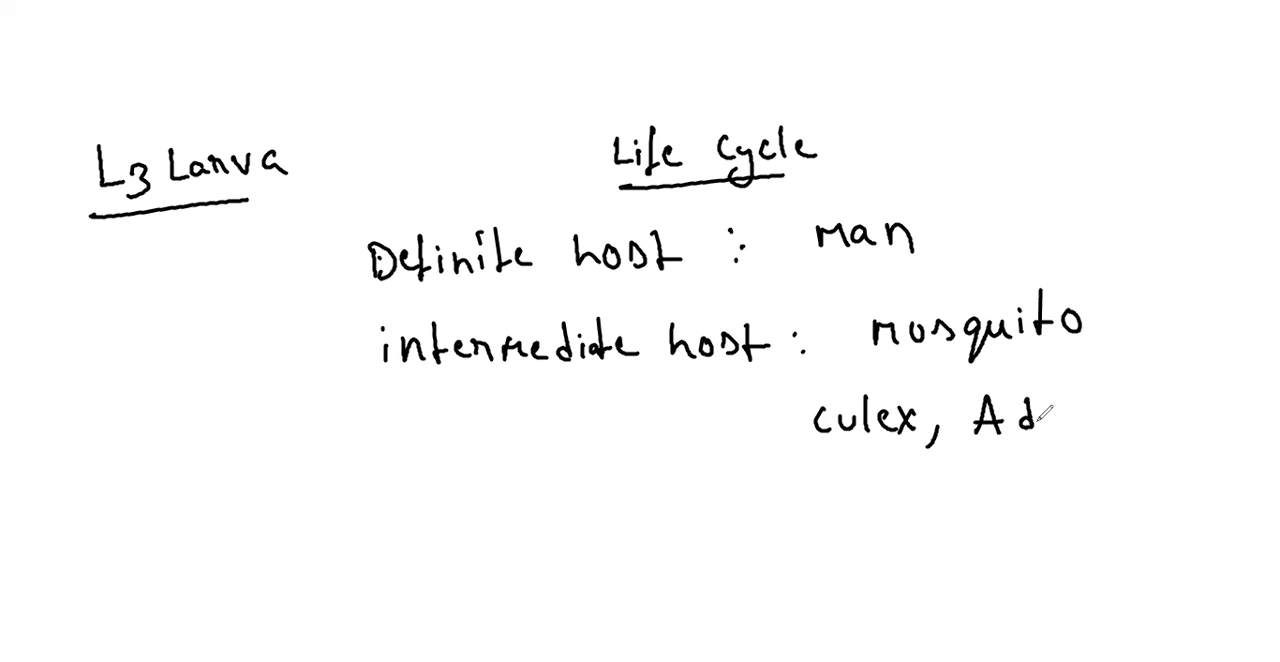 L3 Larva
Life Cycle
Definite host : man
intermediate host : mosquito
culex, Ad